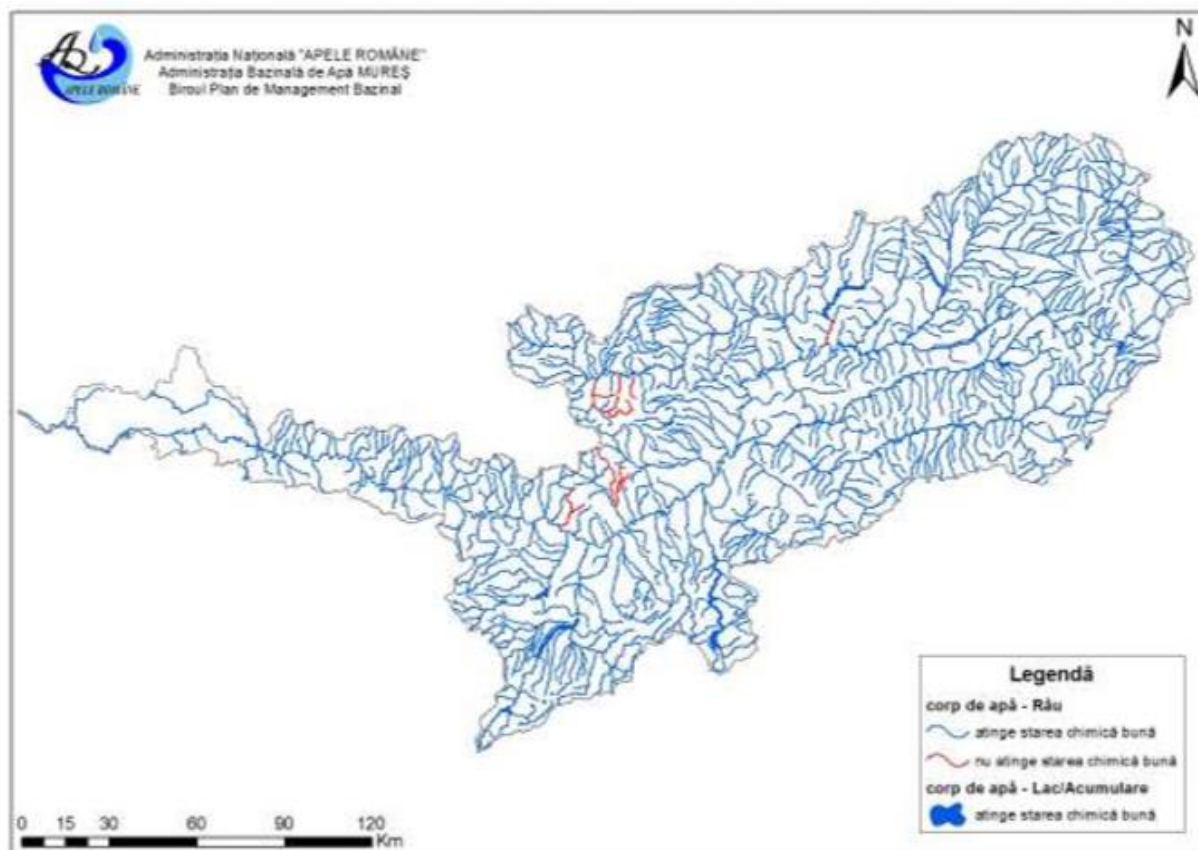 Administrația Națională "APELE ROMÂNE"
Administrația Bazinală de Apă MUREȘ
Biroul Plan de Management Bazinal
APELE ROMÂNE
N
Legendă
corp de apă - Râu
atinge starea chimică bună
nu atinge starea chimică bună
corp de apă - Lac/Acumulare
atinge starea chimică bună
0 15 30 60 90 120
Km